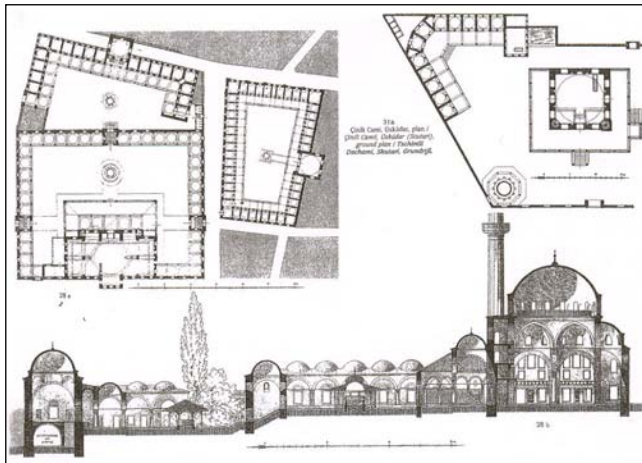 31a
Çinili Cami, Üsküdar, plan /
Çinili Camii, Üsküdar (Skutari),
ground plan / Tschinili
Dschami, Skutari, Grundriß.
28 a
28 b